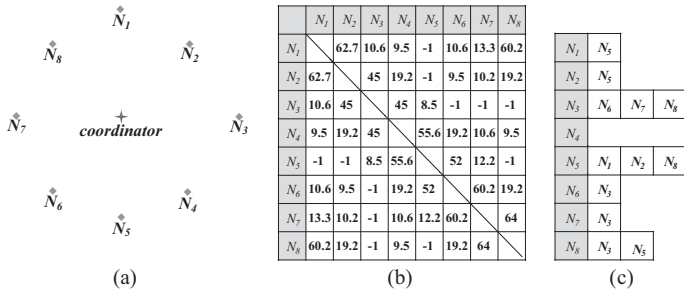 N1
N8
N2
N7
coordinator
N3
N6
N4
N5
(a)
N1 N2 N3 N4 N5 N6 N7 N8
N1 62.7 10.6 9.5 -1 10.6 13.3 60.2
N2 62.7 45 19.2 -1 9.5 10.2 19.2
N3 10.6 45 45 8.5 -1 -1 -1
N4 9.5 19.2 45 55.6 19.2 10.6 9.5
N5 -1 -1 8.5 55.6 52 12.2 -1
N6 10.6 9.5 -1 19.2 52 60.2 19.2
N7 13.3 10.2 -1 10.6 12.2 60.2 64
N8 60.2 19.2 -1 9.5 -1 19.2 64
(b)
N1 N5
N2 N5
N3 N6 N7 N8
N4
N5 N1 N2 N8
N6 N3
N7 N3
N8 N3 N5
(c)